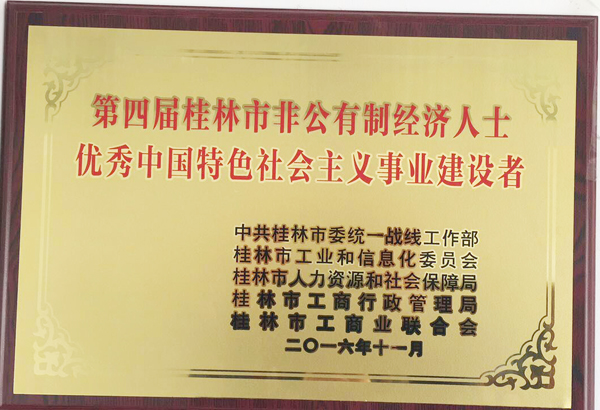 第四届桂林市非公有制经济人士
优秀中国特色社会主义事业建设者
中共桂林市委统一战线工作部
桂林市工业和信息化委员会
桂林市人力资源和社会保障局
桂林市工商行政管理局
桂林市工商业联合会
二〇一六年十一月